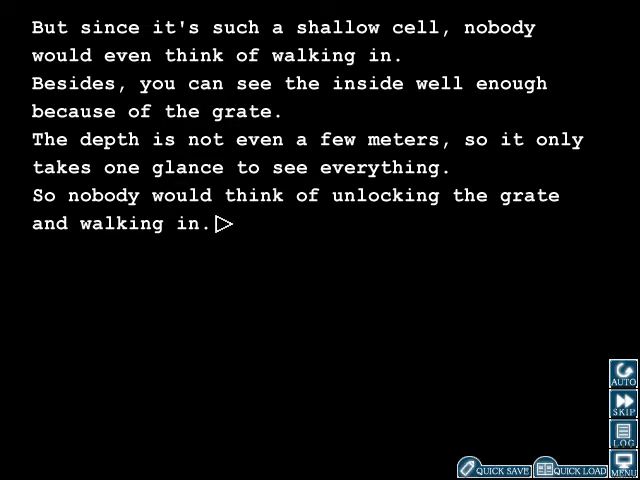 But since it's such a shallow cell, nobody
would even think of walking in.
Besides, you can see the inside well enough
because of the grate.
The depth is not even a few meters, so it only
takes one glance to see everything.
So nobody would think of unlocking the grate
and walking in.
AUTO
SKIP
LOG
QUICK SAVE
QUICK LOAD
MENU